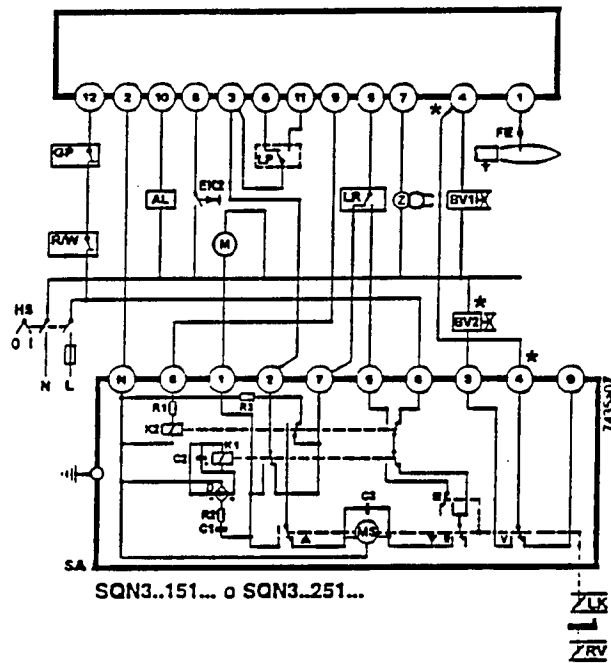 12 2 10 8 3 6 11 9 5 7 4 1
*
FE
GP
LP
EK2
AL
LR
Z
BV1
R/W
M
HS
0 I
*
BV2
*
N L
N 8 1 2 7 5 6 3 4 9
*
7435a07
R1
R3
K2
K1
C2
D
R2
C1
C3
III
MS
A
V
SA
SQN3..151... o SQN3..251...
LK
RV